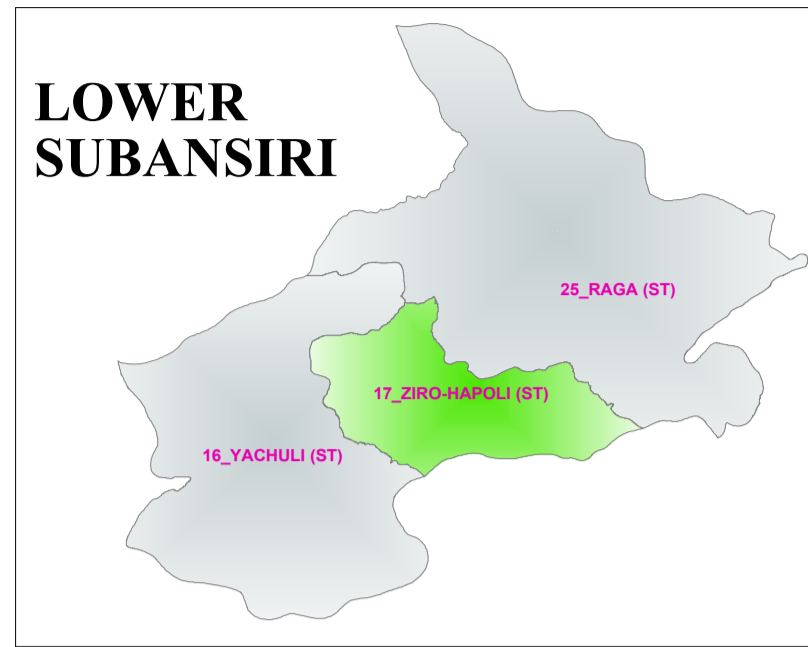 LOWER
SUBANSIRI
25_RAGA (ST)
17_ZIRO-HAPOLI (ST)
16_YACHULI (ST)